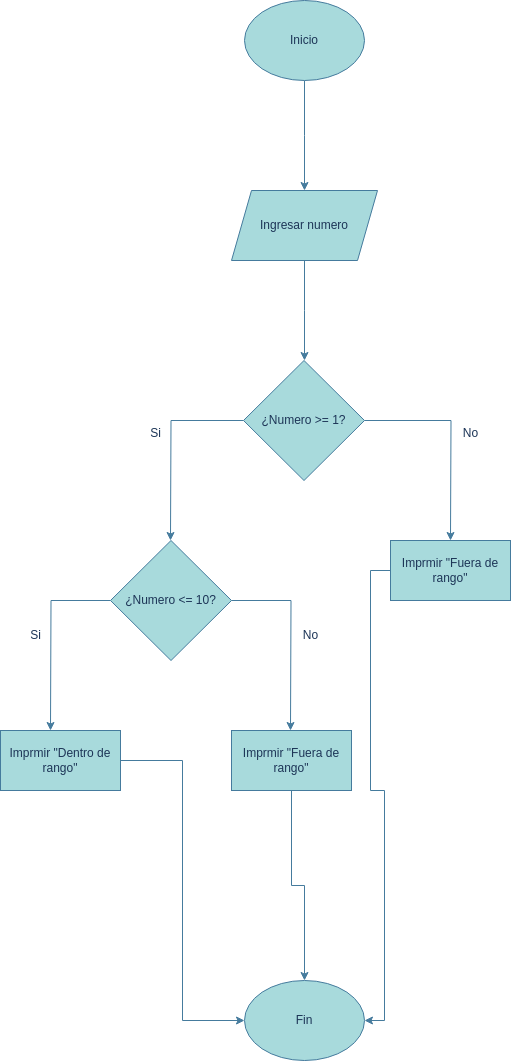 Inicio
Ingresar numero
¿Numero >= 1?
Si
No
Imprmir "Fuera de
rango"
¿Numero <= 10?
Si
No
Imprmir "Dentro de
rango"
Imprmir "Fuera de
rango"
Fin